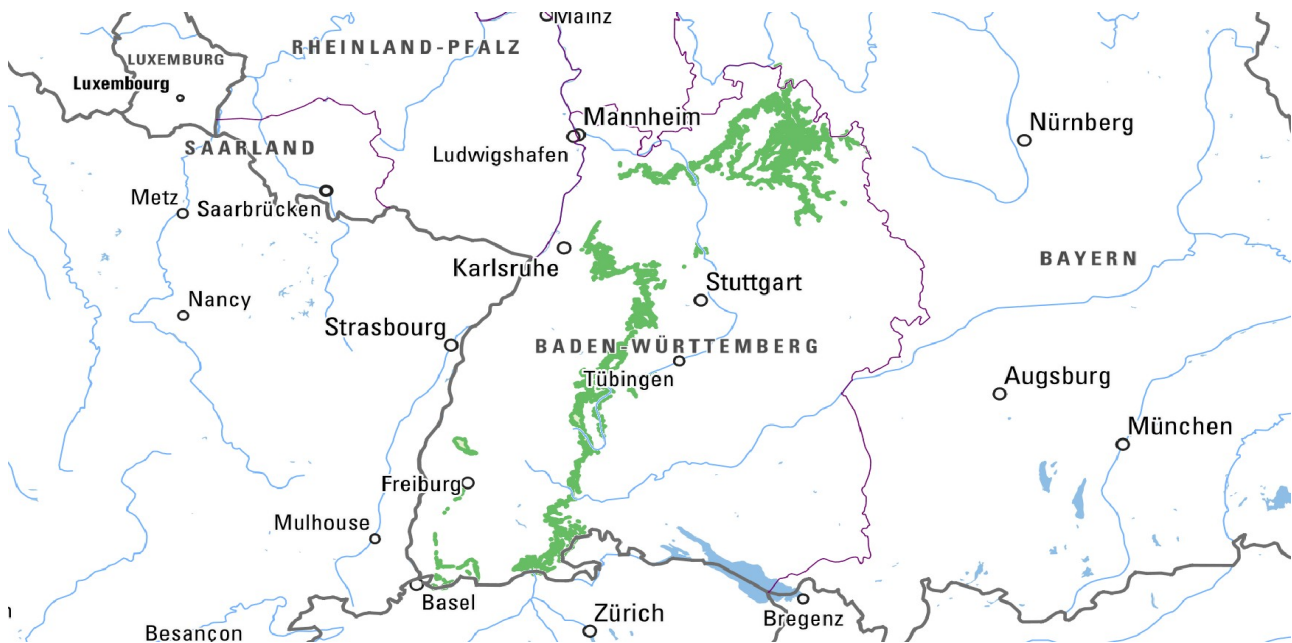 Mainz
RHEINLAND-PFALZ
LUXEMBURG
Luxembourg
Mannheim
Nürnberg
SAARLAND
Ludwigshafen
Metz
Saarbrücken
Karlsruhe
BAYERN
Stuttgart
Nancy
Strasbourg
BADEN-WÜRTTEMBERG
Tübingen
Augsburg
München
Freiburg
Mulhouse
Basel
Zürich
Bregenz
Besançon